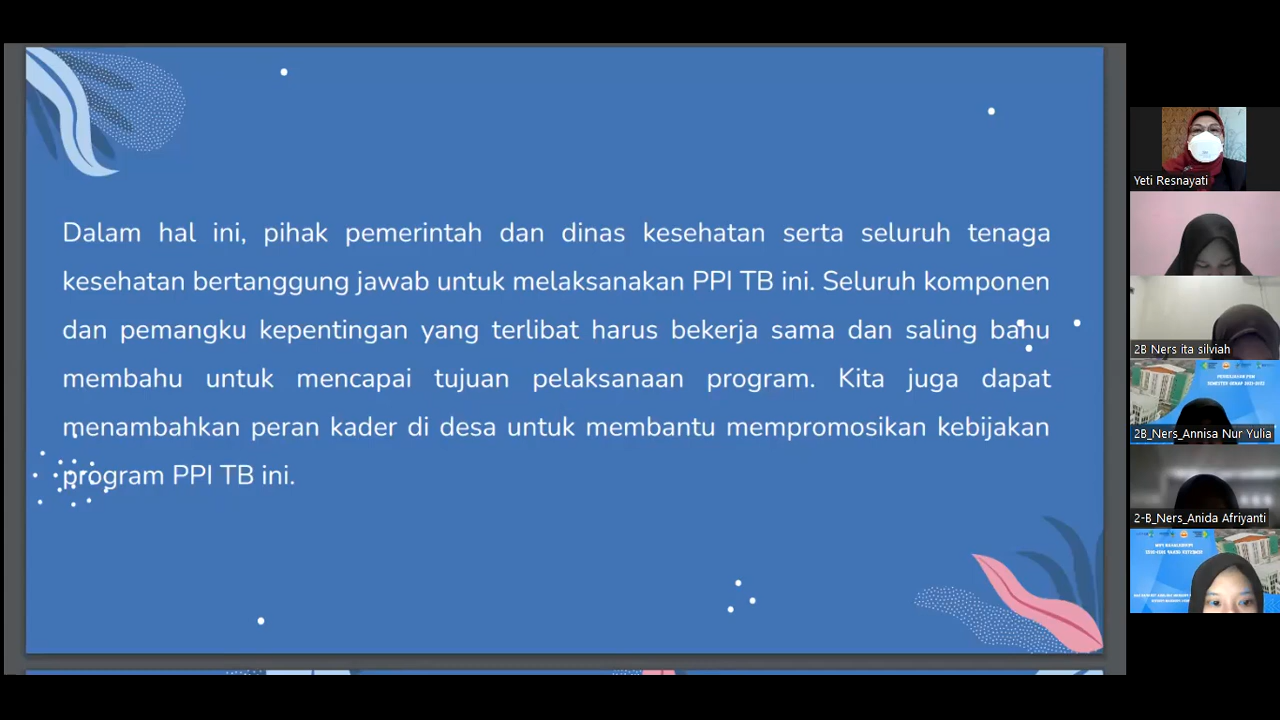 Dalam hal ini, pihak pemerintah dan dinas kesehatan serta seluruh tenaga
kesehatan bertanggung jawab untuk melaksanakan PPI TB ini. Seluruh komponen
dan pemangku kepentingan yang terlibat harus bekerja sama dan saling bahu
membahu untuk mencapai tujuan pelaksanaan program. Kita juga dapat
menambahkan peran kader di desa untuk membantu mempromosikan kebijakan
program PPI TB ini.
Yeti Resnayati
2B Ners ita silviah
2B_Ners_Annisa Nur Yulia
2-B_Ners_Anida Afriyanti